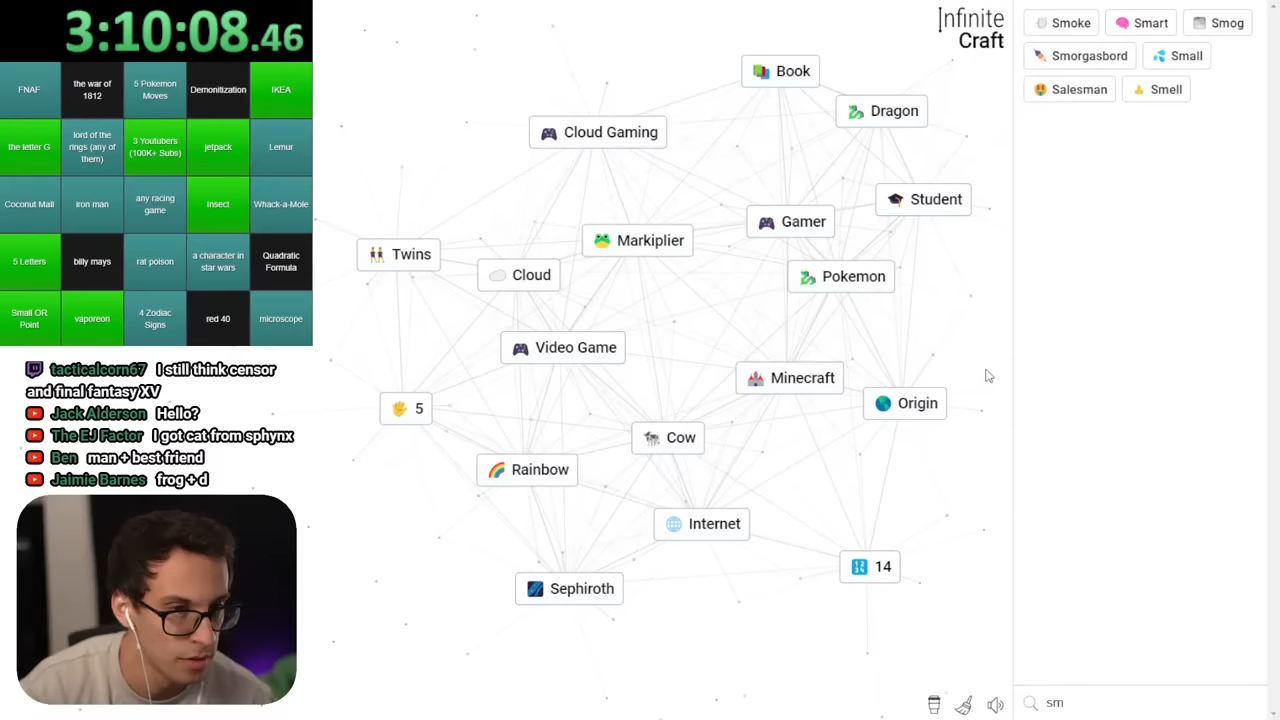 3:10:08.46
FNAF
the war of
1812
5 Pokemon
Moves
Demonitization
IKEA
the letter G
lord of the
rings (any of
them)
3 Youtubers
(100K+ Subs)
jetpack
Lemur
Coconut Mall
iron man
any racing
game
Insect
Whack-a-Mole
5 Letters
billy mays
rat poison
a character in
star wars
Quadratic
Formula
Small OR
Point
vaporeon
4 Zodiac
Signs
red 40
microscope
tacticalcorn67 I still think censor
and final fantasy XV
Jack Alderson Hello?
The EJ Factor I got cat from sphynx
Ben man + best friend
Jaimie Barnes frog + d
Infinite
Craft
Book
Dragon
Cloud Gaming
Student
Gamer
Markiplier
Twins
Cloud
Pokemon
Video Game
Minecraft
Origin
5
Cow
Rainbow
Internet
14
Sephiroth
Smoke
Smart
Smog
Smorgasbord
Small
Salesman
Smell
sm